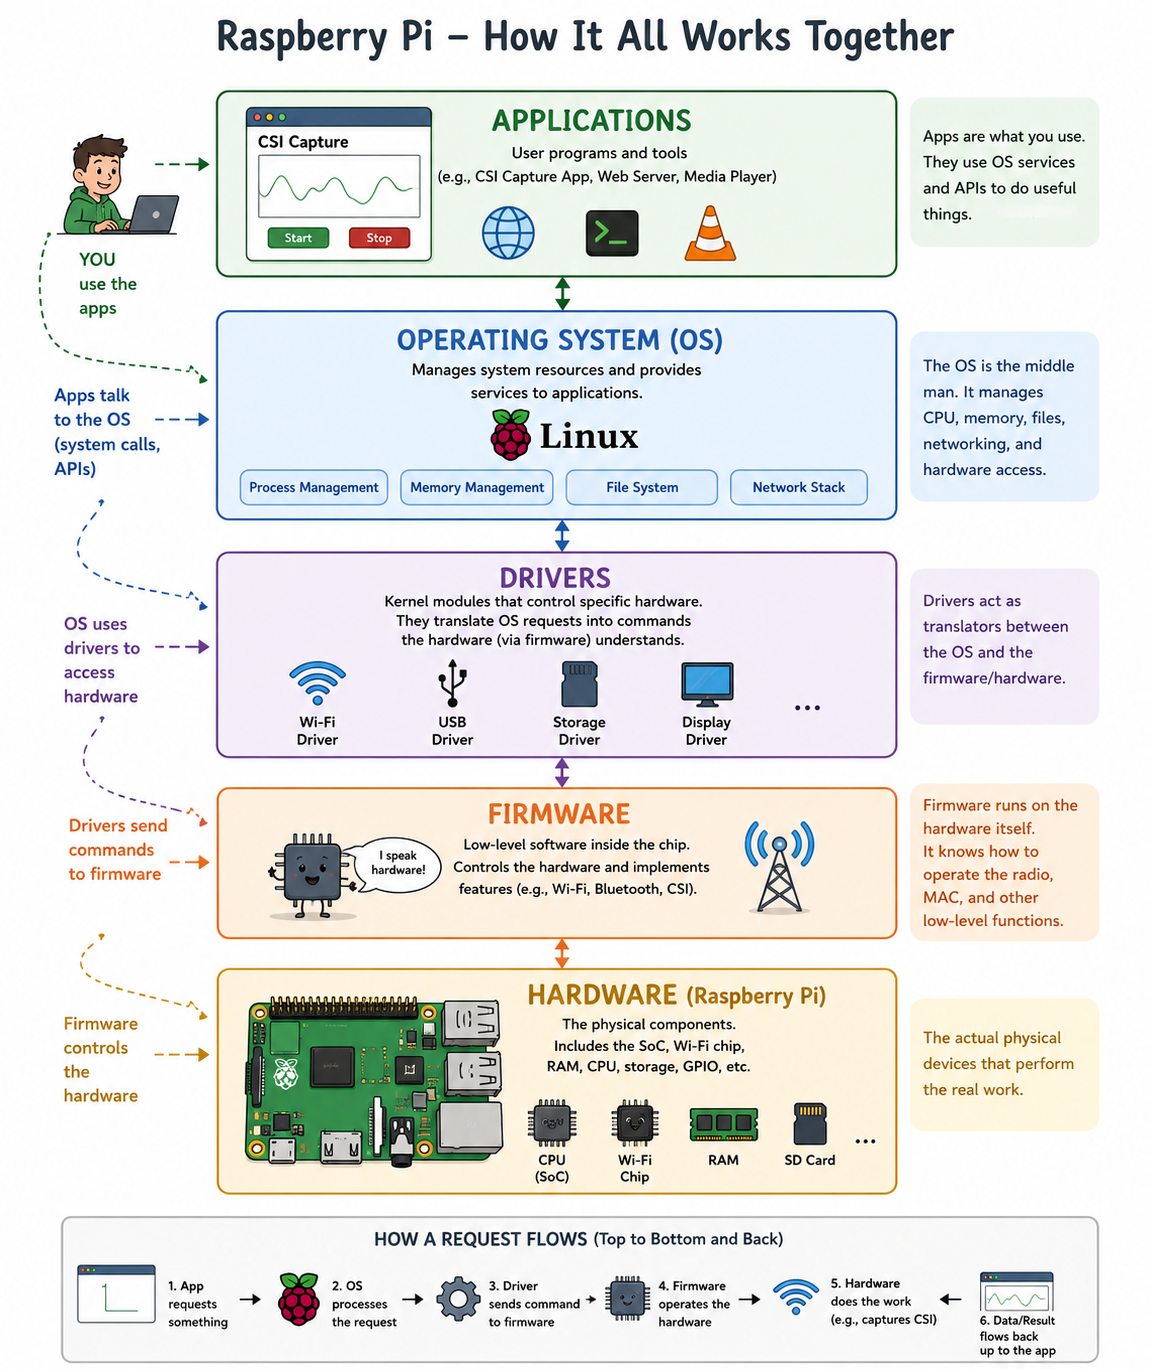 Raspberry Pi – How It All Works Together
APPLICATIONS
User programs and tools
(e.g., CSI Capture App, Web Server, Media Player)
CSI Capture
Start
Stop
>_
Apps are what you use.
They use OS services
and APIs to do useful
things.
YOU
use the
apps
OPERATING SYSTEM (OS)
Manages system resources and provides
services to applications.
Linux
Process Management
Memory Management
File System
Network Stack
The OS is the middle
man. It manages
CPU, memory, files,
networking, and
hardware access.
Apps talk
to the OS
(system calls,
APIs)
DRIVERS
Kernel modules that control specific hardware.
They translate OS requests into commands
the hardware (via firmware) understands.
Wi-Fi
Driver
USB
Driver
Storage
Driver
Display
Driver
...
Drivers act as
translators between
the OS and the
firmware/hardware.
OS uses
drivers to
access
hardware
FIRMWARE
Low-level software inside the chip.
Controls the hardware and implements
features (e.g., Wi-Fi, Bluetooth, CSI).
I speak
hardware!
Firmware runs on the
hardware itself.
It knows how to
operate the radio,
MAC, and other
low-level functions.
Drivers send
commands
to firmware
HARDWARE (Raspberry Pi)
The physical components.
Includes the SoC, Wi-Fi chip,
RAM, CPU, storage, GPIO, etc.
CPU
(SoC)
Wi-Fi
Chip
RAM
SD Card
...
The actual physical
devices that perform
the real work.
Firmware
controls
the
hardware
HOW A REQUEST FLOWS (Top to Bottom and Back)
1. App
requests
something
2. OS
processes
the request
3. Driver
sends command
to firmware
4. Firmware
operates the
hardware
5. Hardware
does the work
(e.g., captures CSI)
6. Data/Result
flows back
up to the app